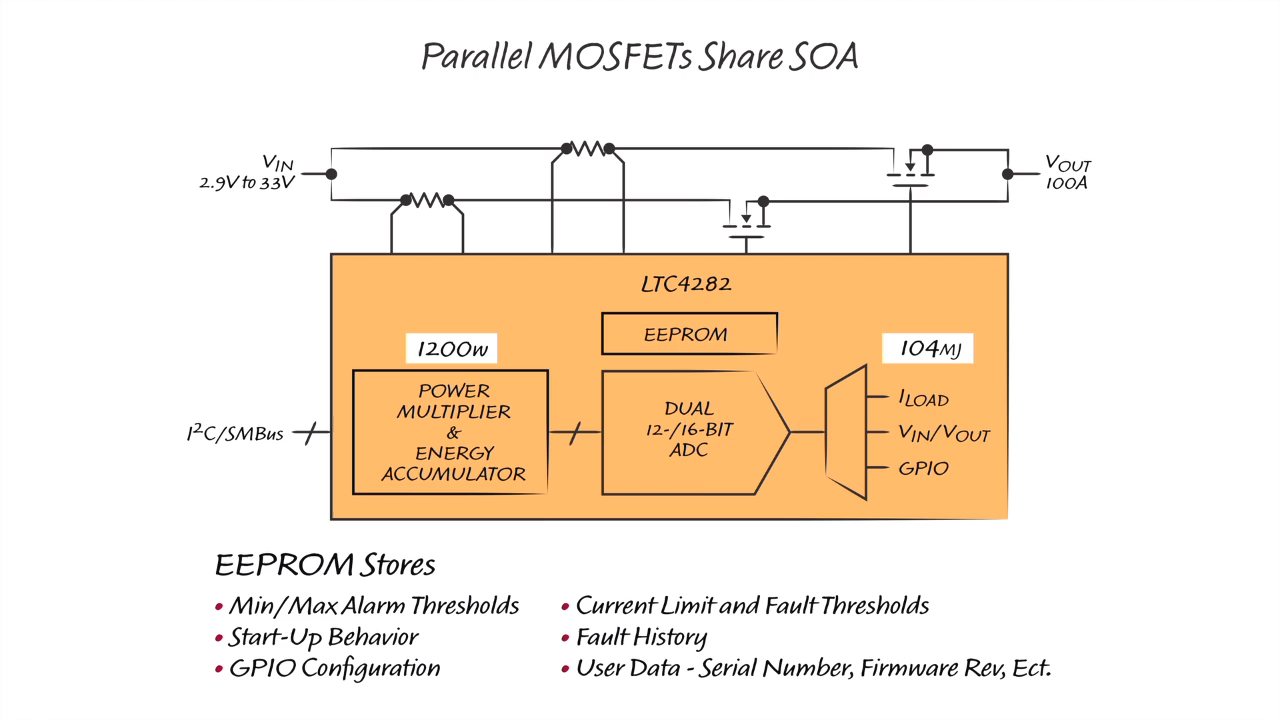 Parallel MOSFETs Share SOA
VIN
2.9V to 33V
VOUT
100A
LTC4282
EEPROM
1200W
104MJ
POWER
MULTIPLIER
&
ENERGY
ACCUMULATOR
DUAL
12-/16-BIT
ADC
ILOAD
VIN/VOUT
GPIO
I²C/SMBus
EEPROM Stores
• Min/Max Alarm Thresholds
• Start-Up Behavior
• GPIO Configuration
• Current Limit and Fault Thresholds
• Fault History
• User Data - Serial Number, Firmware Rev, Ect.